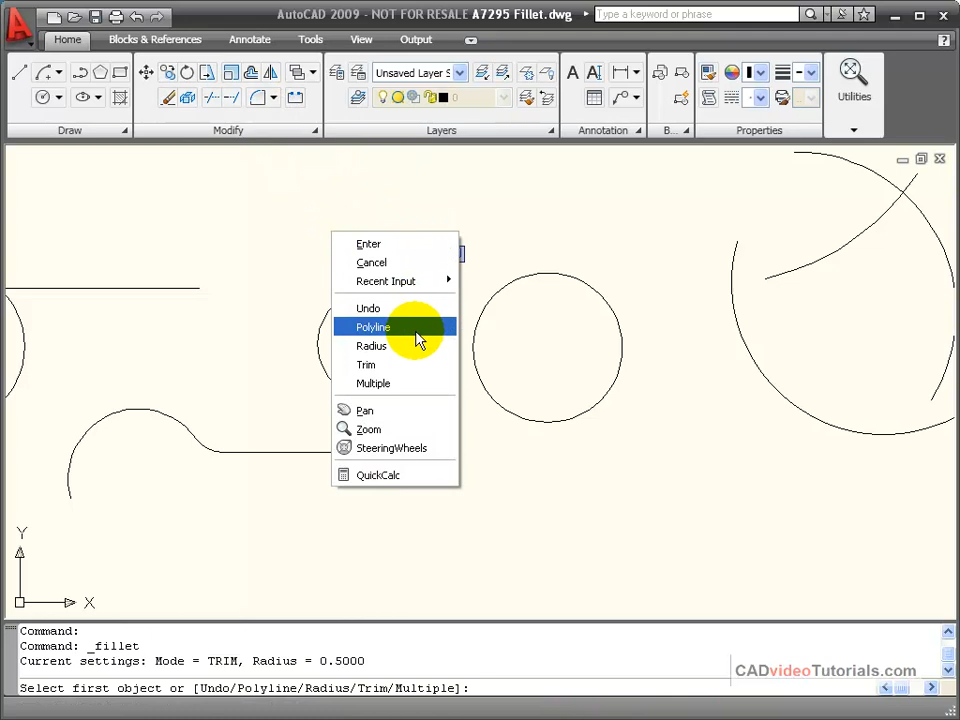 AutoCAD 2009 - NOT FOR RESALE A7295 Fillet.dwg
Type a keyword or phrase
Home
Blocks & References
Annotate
Tools
View
Output
Unsaved Layer S
0
Utilities
Draw
Modify
Layers
Annotation
B...
Properties
Enter
Cancel
Recent Input
Undo
Polyline
Radius
Trim
Multiple
Pan
Zoom
SteeringWheels
QuickCalc
Y
X
Command:
Command: _fillet
Current settings: Mode = TRIM, Radius = 0.5000
Select first object or [Undo/Polyline/Radius/Trim/Multiple]:
CADvideoTutorials.com